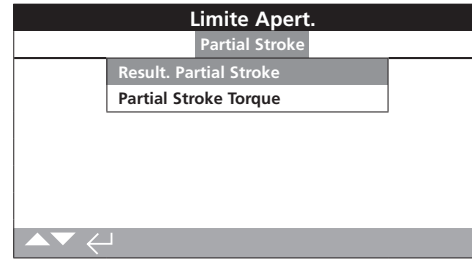 Limite Apert.
Partial Stroke
Result. Partial Stroke
Partial Stroke Torque